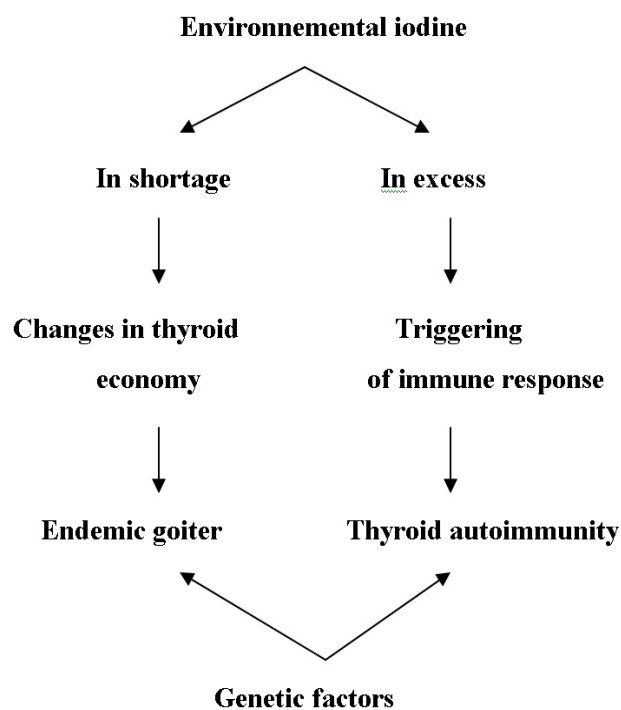 Environnemental iodine
In shortage
In excess
Changes in thyroid
economy
Triggering
of immune response
Endemic goiter
Thyroid autoimmunity
Genetic factors